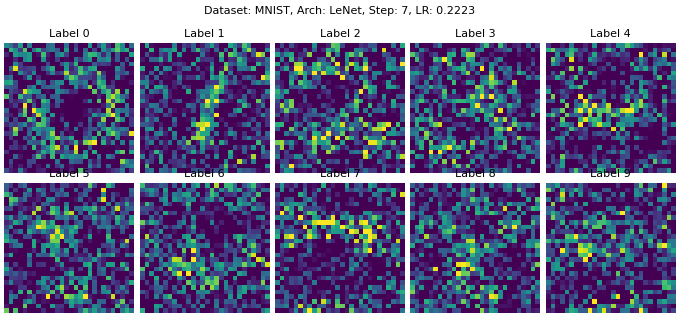 Dataset: MNIST, Arch: LeNet, Step: 7, LR: 0.2223
Label 0
Label 1
Label 2
Label 3
Label 4
Label 5
Label 6
Label 7
Label 8
Label 9